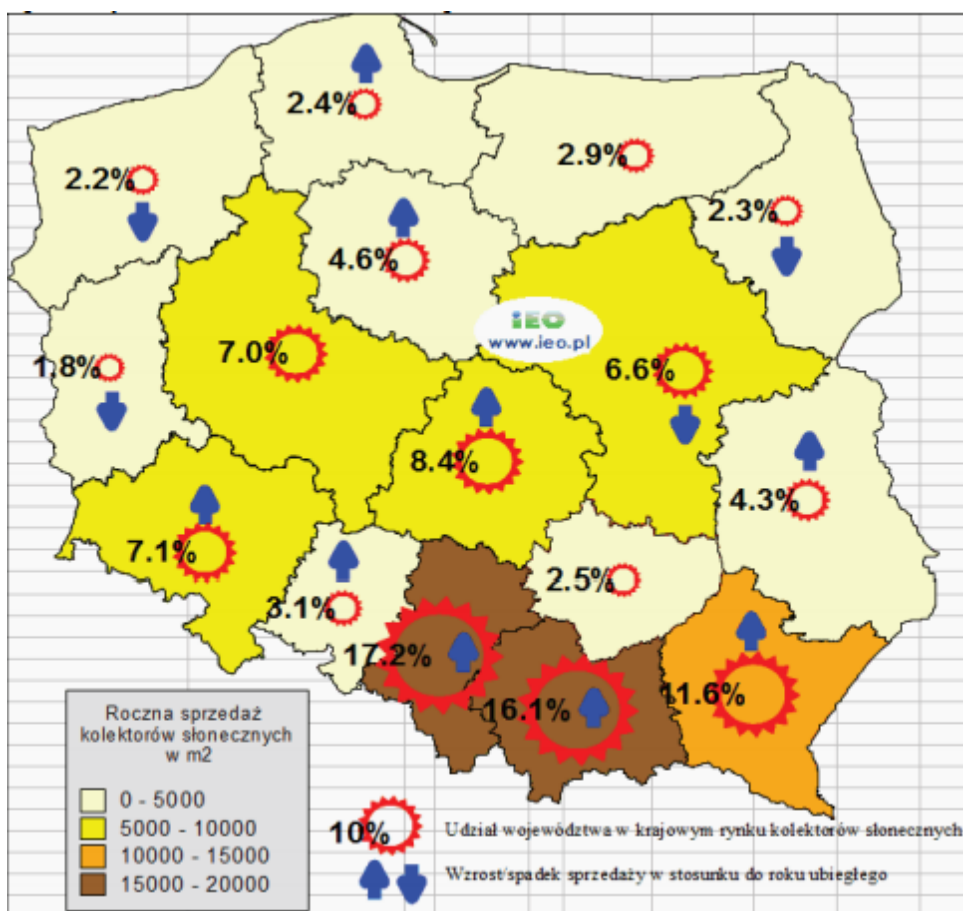 2.4%
2.9%
2.2%
2.3%
4.6%
iEO
www.ieo.pl
7.0%
1.8%
6.6%
8.4%
4.3%
7.1%
2.5%
3.1%
17.2%
11.6%
16.1%
Roczna sprzedaż
kolektorów słonecznych
w m2
0 - 5000
5000 - 10000
10000 - 15000
15000 - 20000
10%
Udział województwa w krajowym rynku kolektorów słonecznych
Wzrost/spadek sprzedaży w stosunku do roku ubiegłego